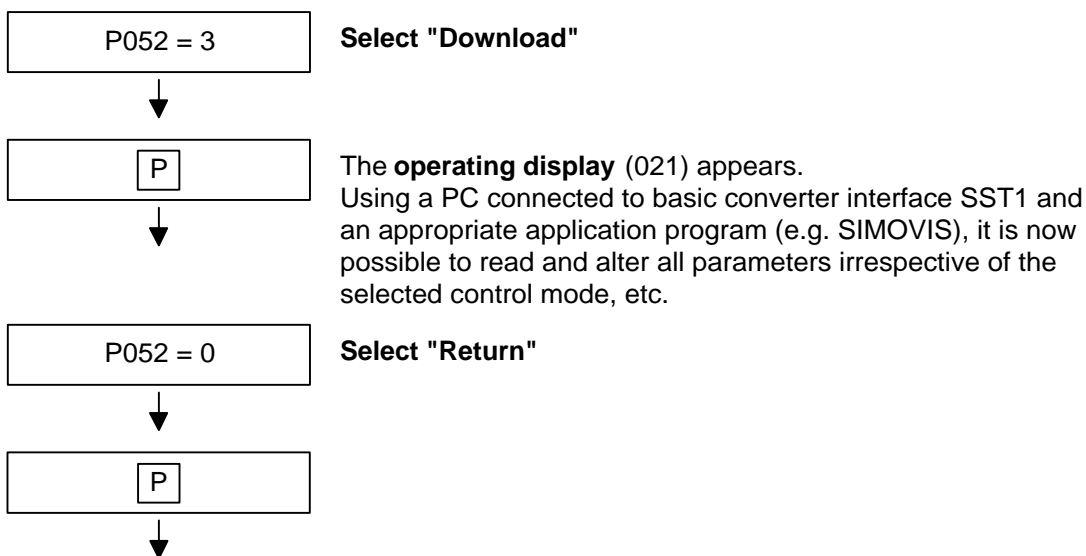 P052 = 3
Select "Download"
P
The operating display (021) appears.
Using a PC connected to basic converter interface SST1 and
an appropriate application program (e.g. SIMOVIS), it is now
possible to read and alter all parameters irrespective of the
selected control mode, etc.
P052 = 0
Select "Return"
P